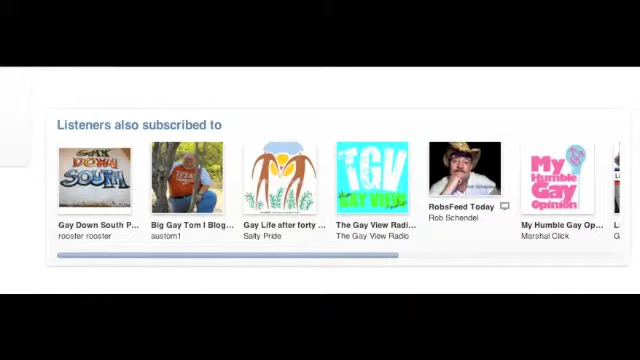 Listeners also subscribed to
GAY
DOWN
SOUTH
TGV
GAY VIEW
My
Humble
Gay
Opinion
Gay Down South P...
rooster rooster
Big Gay Tom I Blog...
austom1
Gay Life after forty ...
Salty Pride
The Gay View Radi...
The Gay View Radio
RobsFeed Today
Rob Schendel
My Humble Gay Op...
Marshal Click